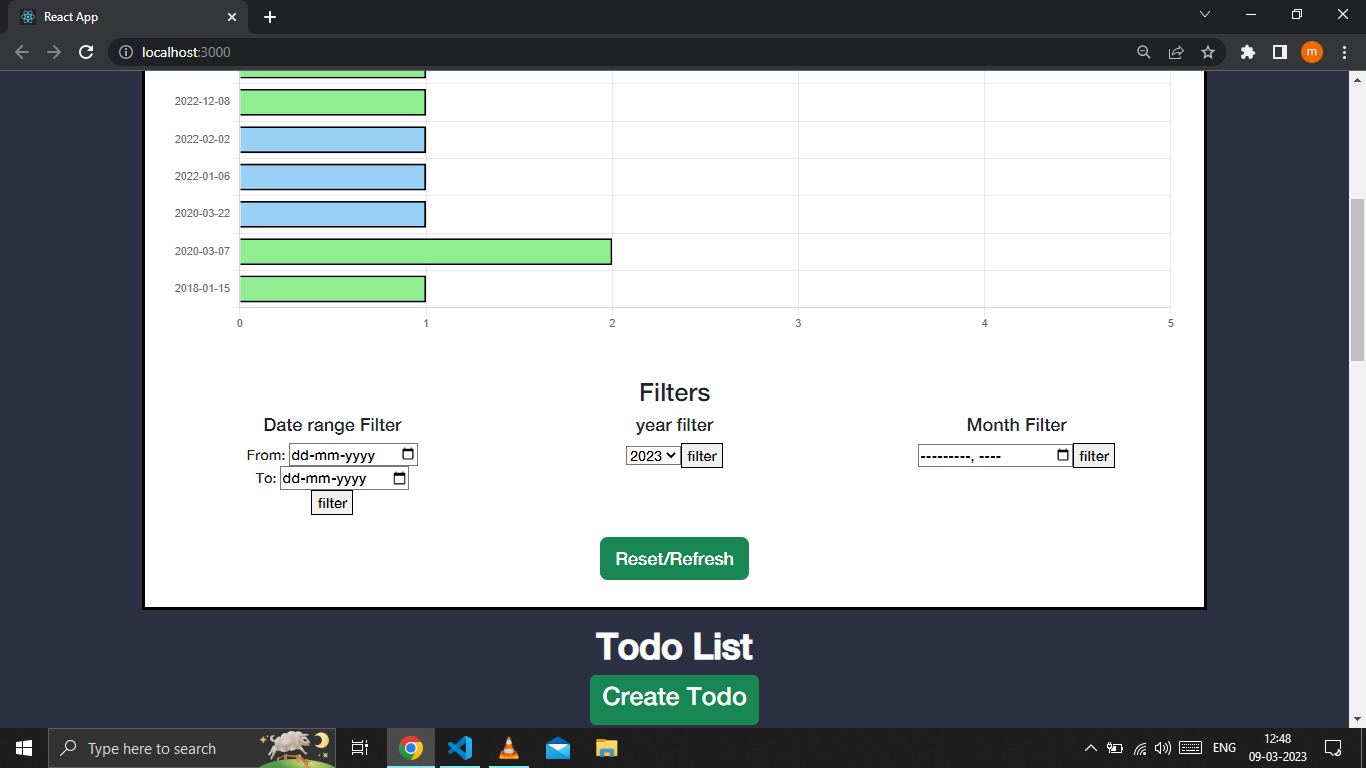 React App
localhost:3000
m
2022-12-08
2022-02-02
2022-01-06
2020-03-22
2020-03-07
2018-01-15
0 1 2 3 4 5
Filters
Date range Filter year filter Month Filter
From: dd-mm-yyyy 2023 filter ---------, ---- filter
To: dd-mm-yyyy
filter
Reset/Refresh
Todo List
Create Todo
Type here to search
ENG
12:48
09-03-2023